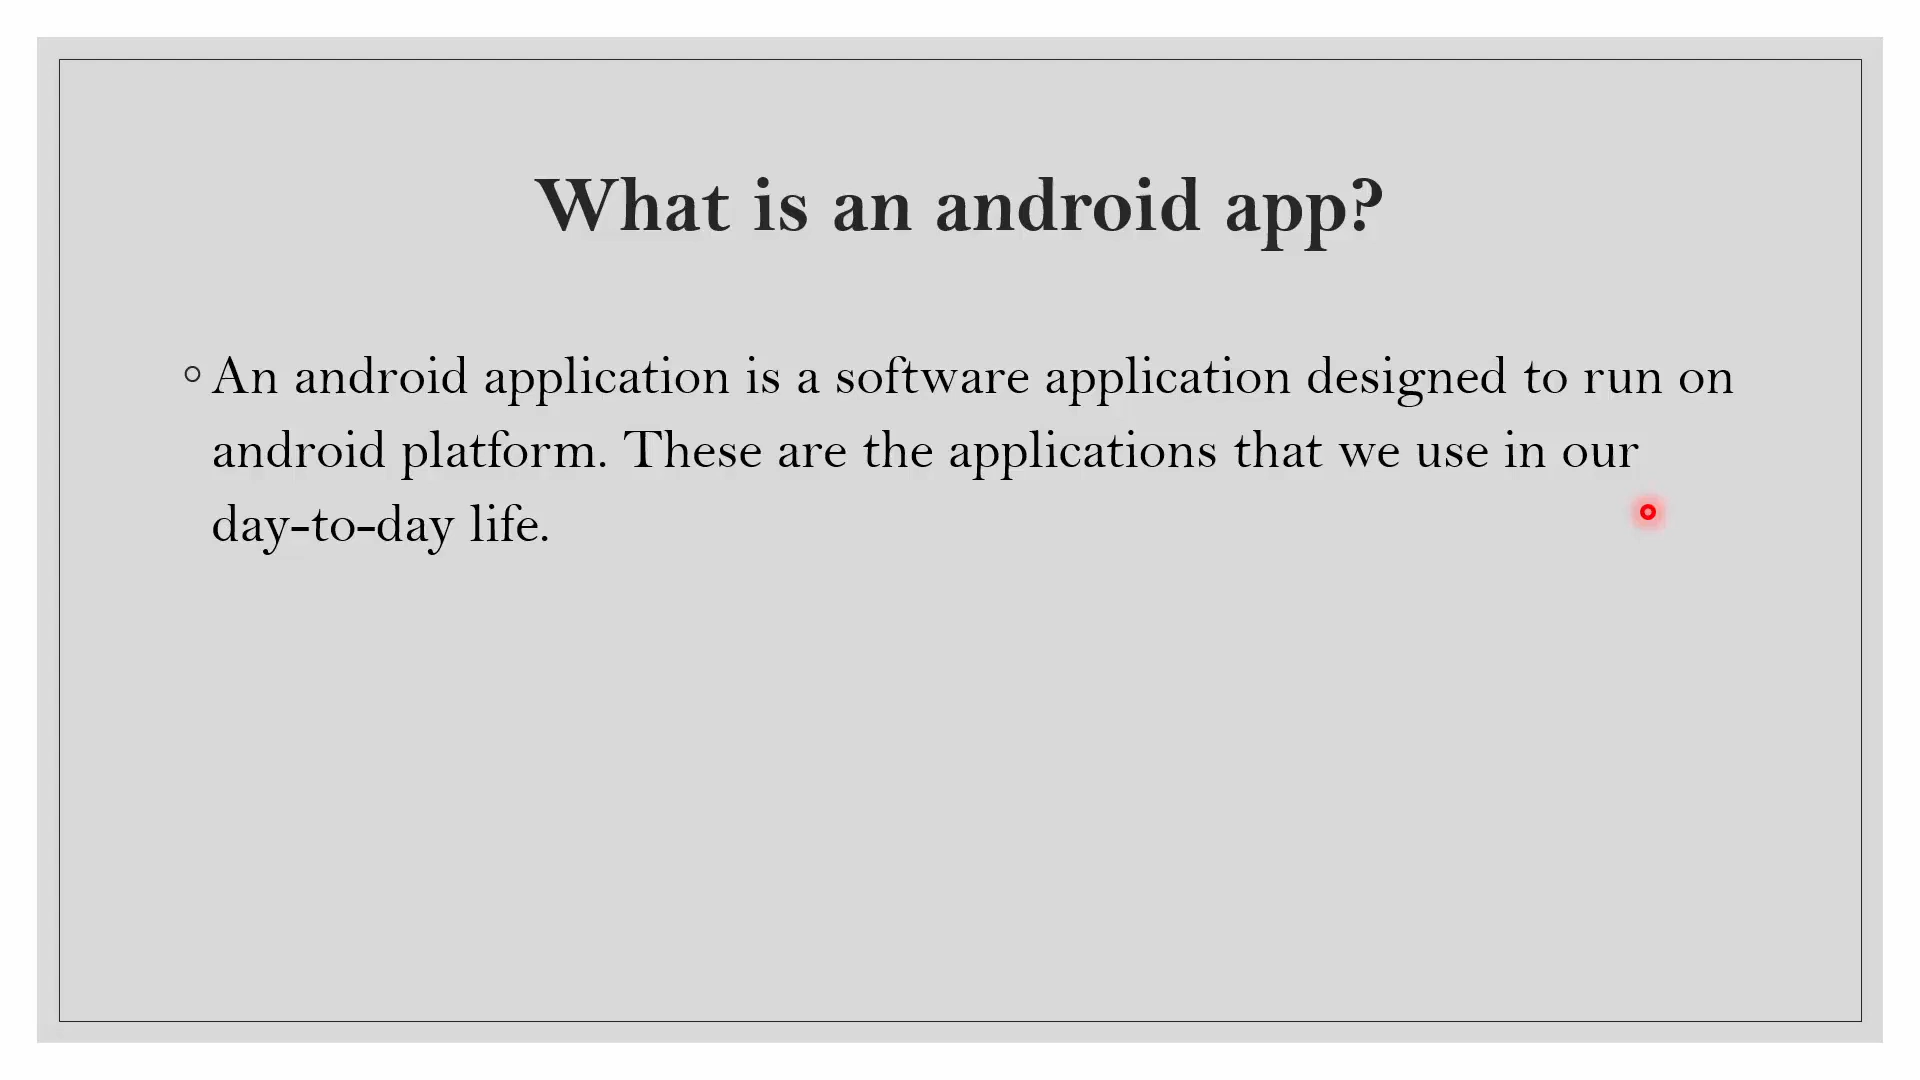 What is an android app?
An android application is a software application designed to run on
android platform. These are the applications that we use in our
day-to-day life.